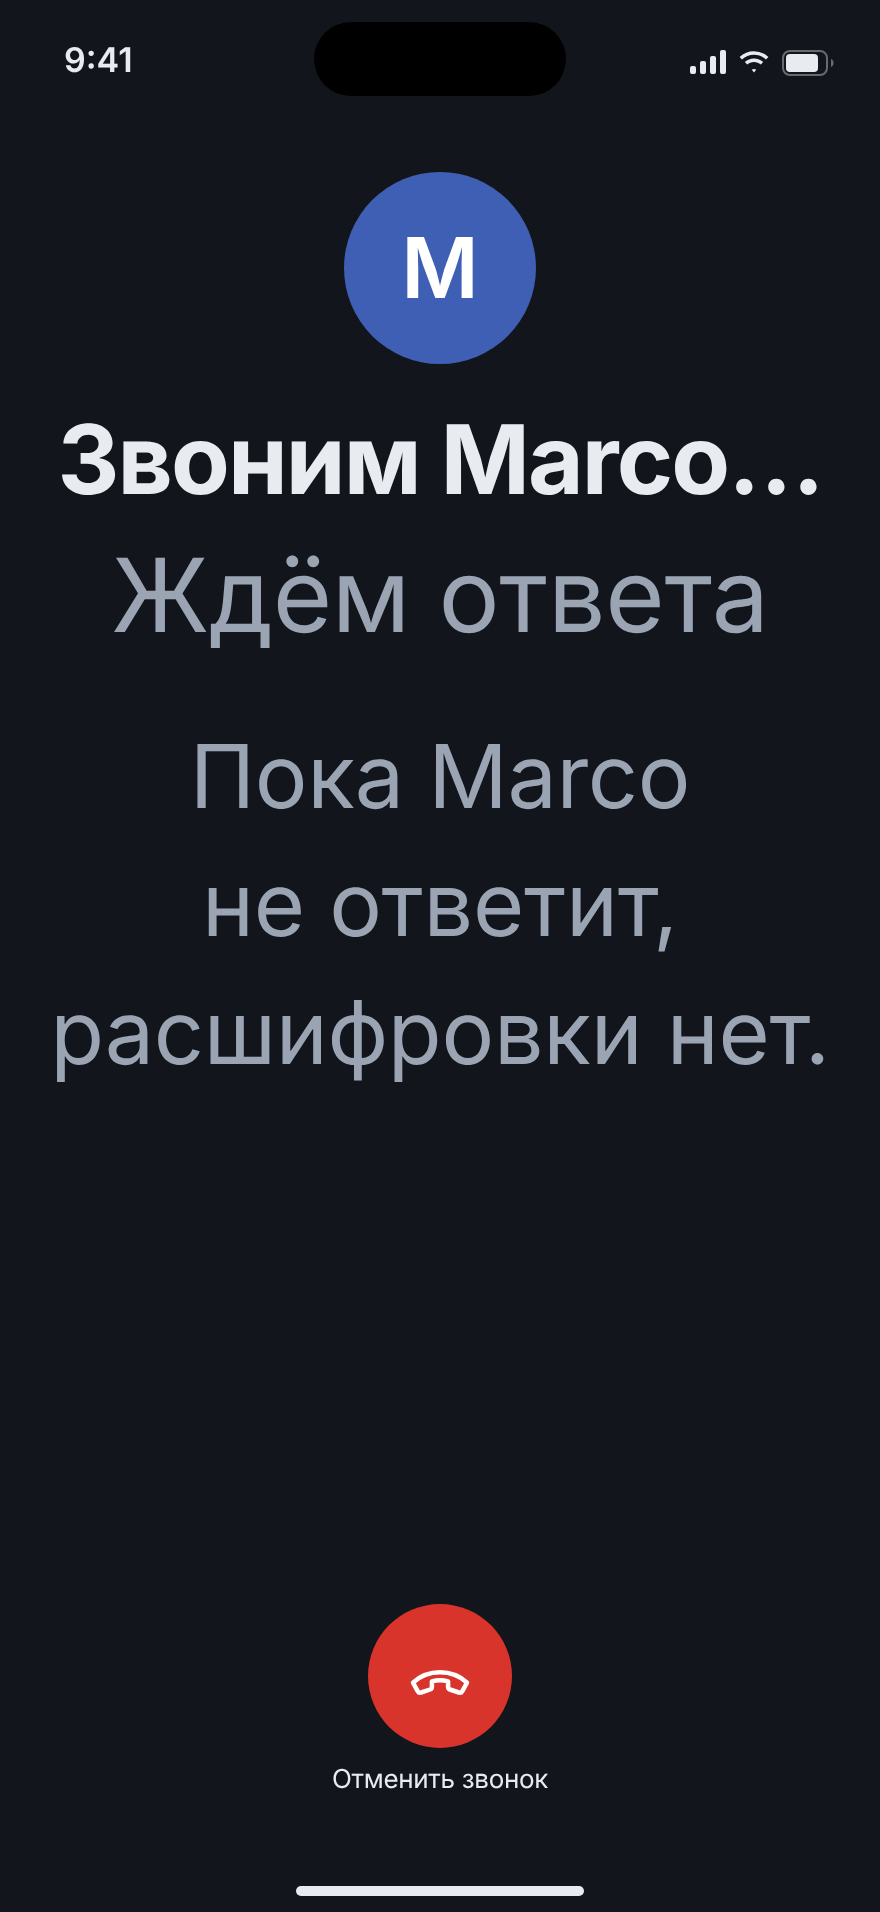 9:41
M
Звоним Marco...
Ждём ответа
Пока Marco
не ответит,
расшифровки нет.
Отменить звонок